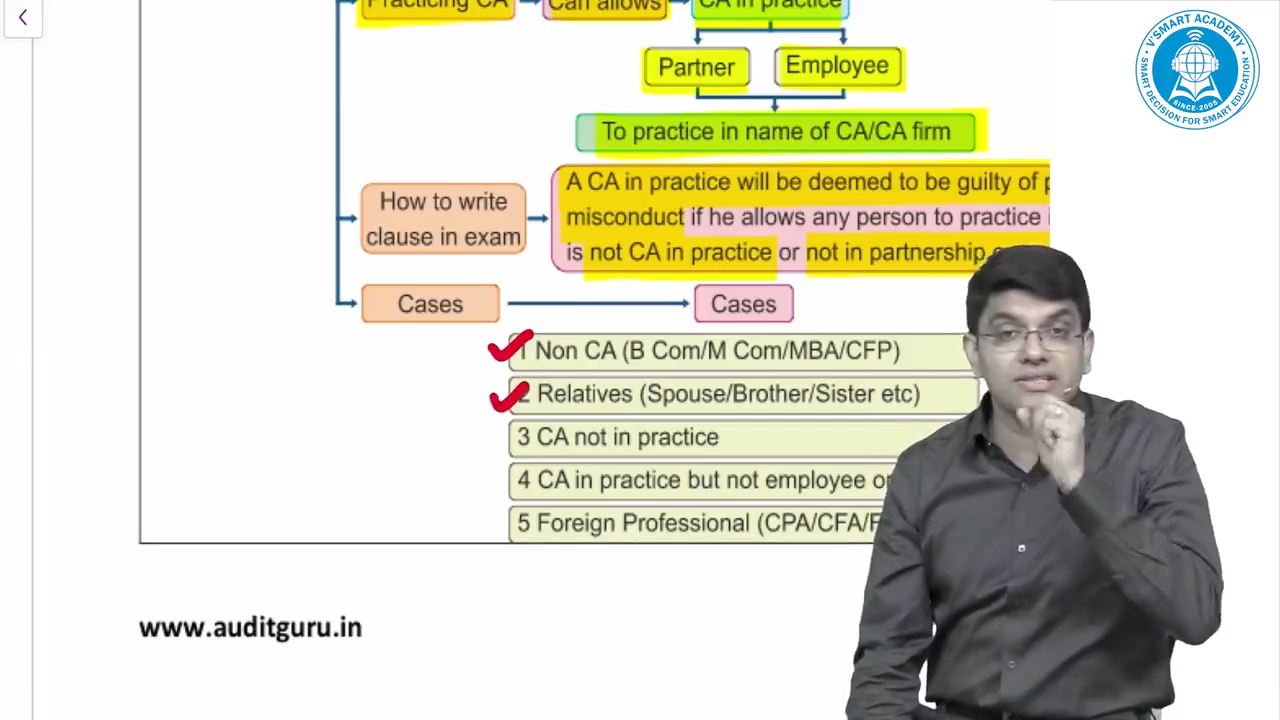 Practicing CA
Can allows
CA in practice
V'SMART ACADEMY
SINCE-2005
SMART DECISION FOR SMART EDUCATION
Partner
Employee
To practice in name of CA/CA firm
How to write
clause in exam
A CA in practice will be deemed to be guilty of
misconduct if he allows any person to practice
is not CA in practice or not in partnership
Cases
Cases
1 Non CA (B Com/M Com/MBA/CFP)
2 Relatives (Spouse/Brother/Sister etc)
3 CA not in practice
4 CA in practice but not employee
5 Foreign Professional (CPA/CFA/
www.auditguru.in